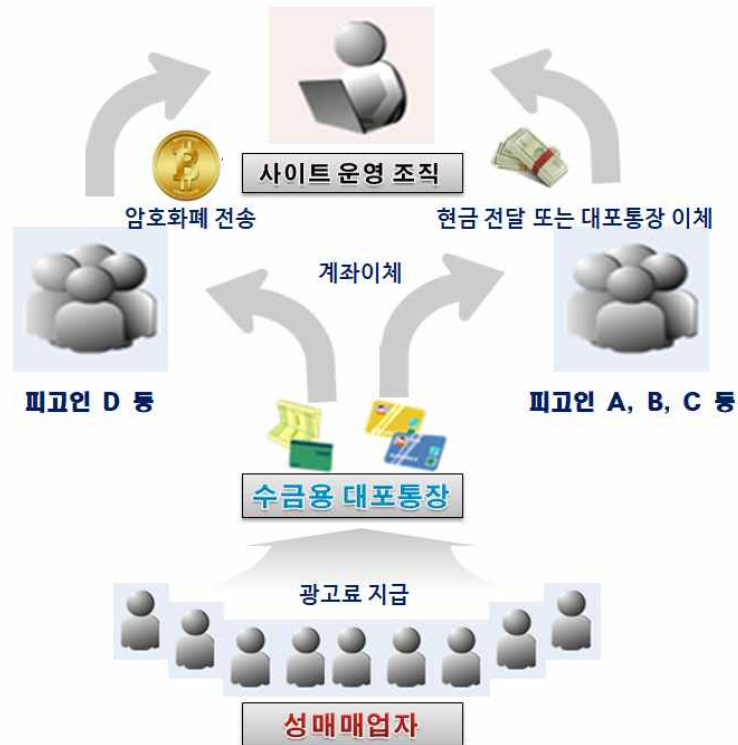 사이트 운영 조직
암호화폐 전송
현금 전달 또는 대포통장 이체
계좌이체
피고인 D 등
피고인 A, B, C 등
수금용 대포통장
광고료 지급
성매매업자